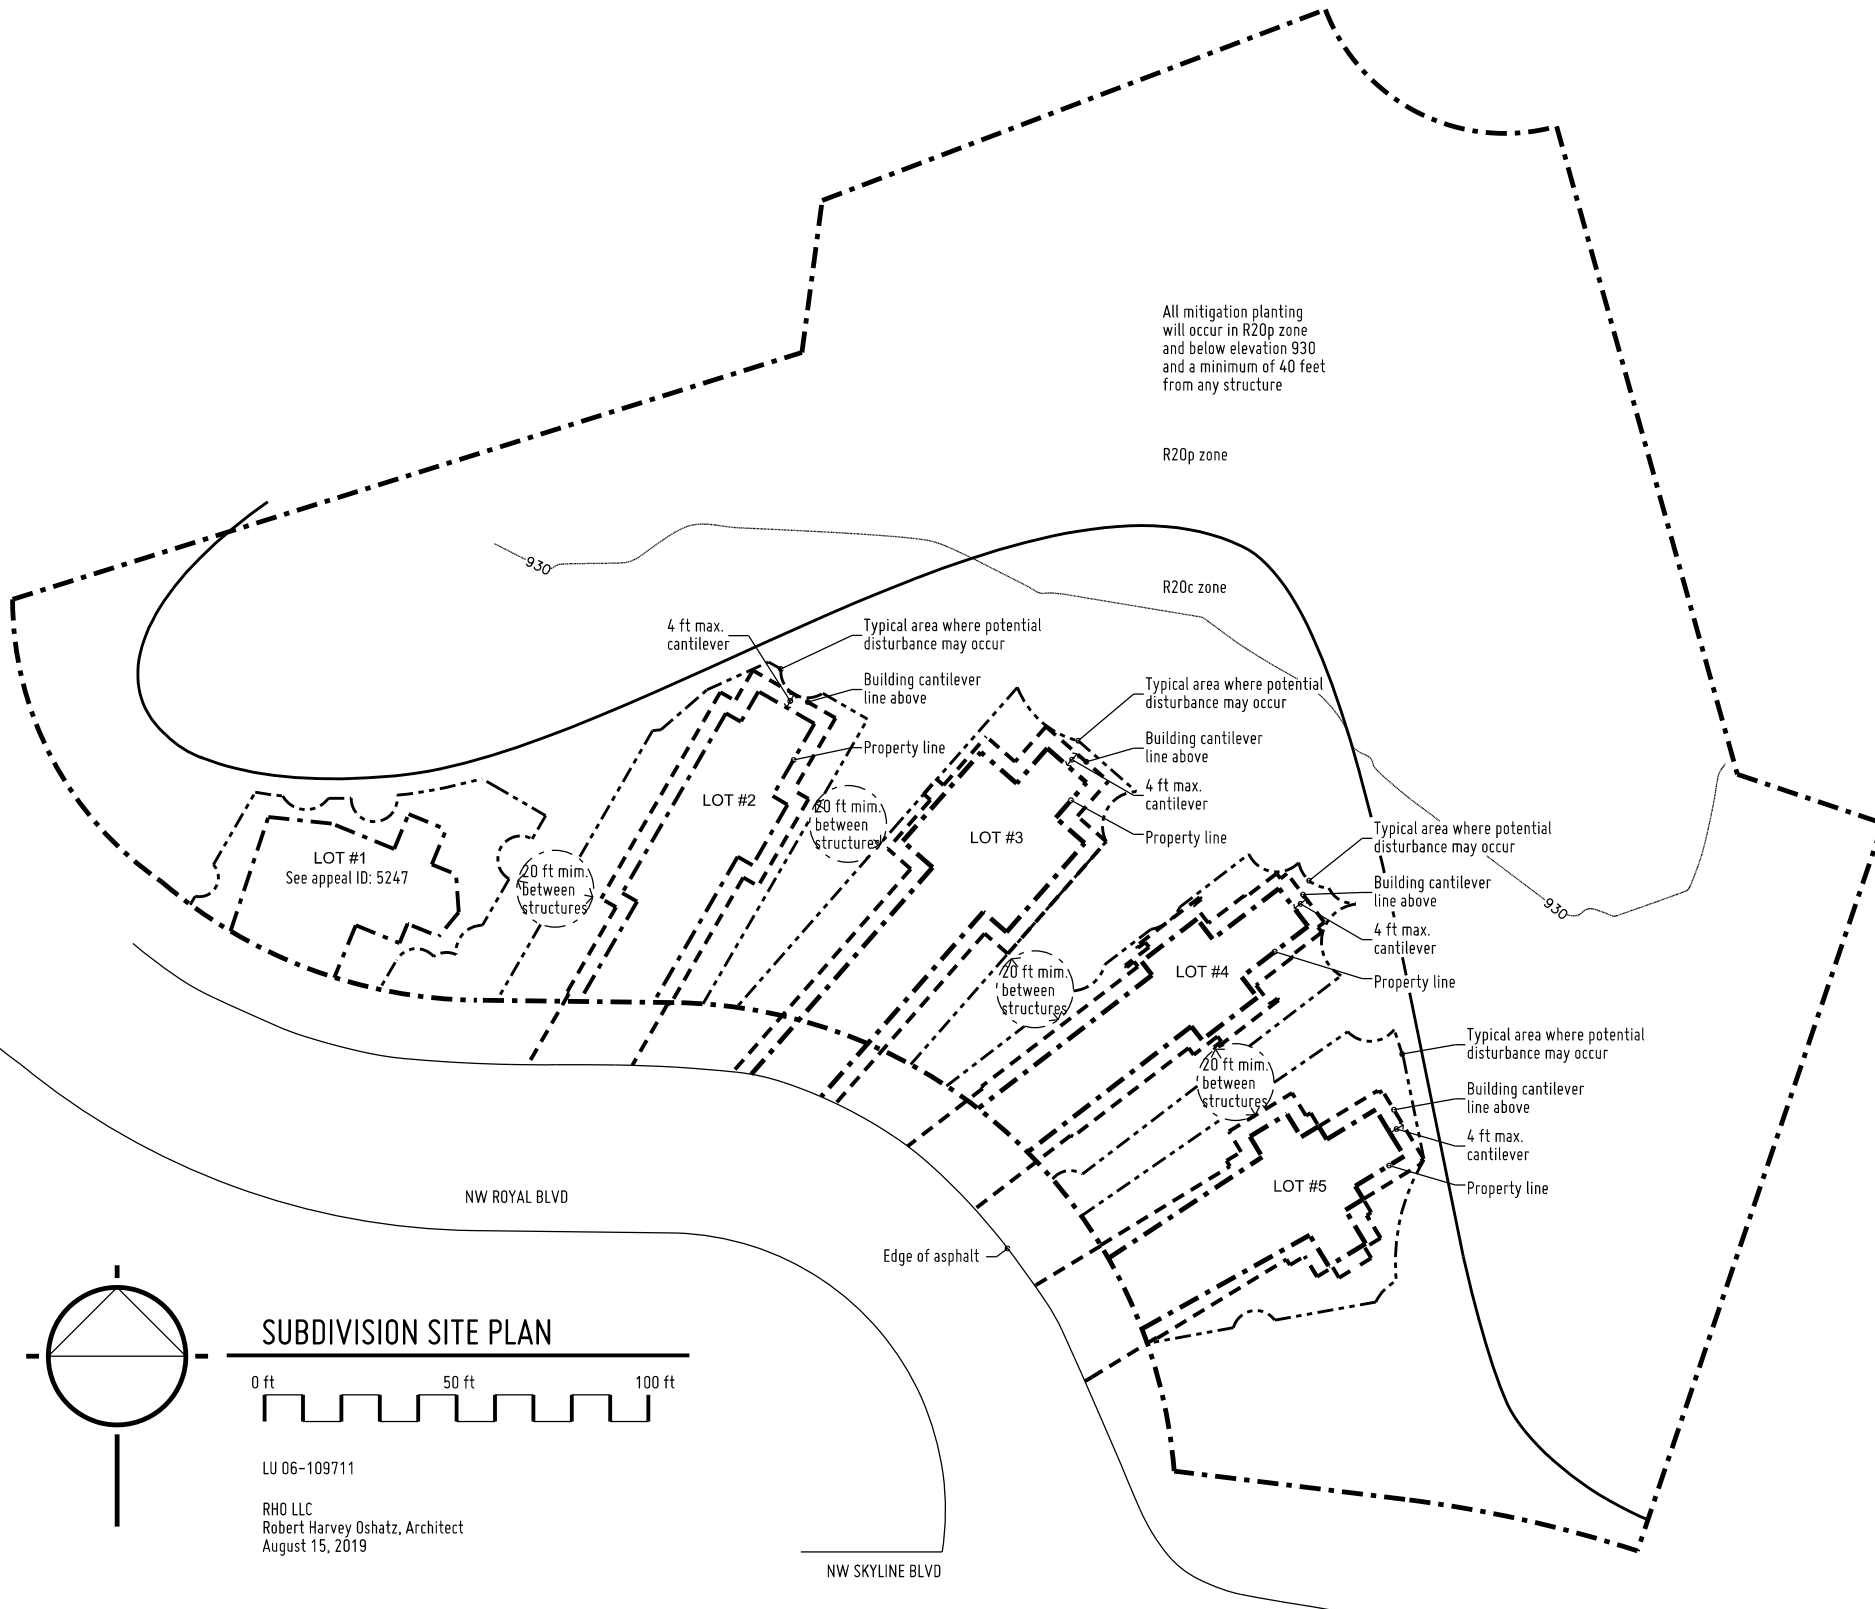 All mitigation planting
will occur in R20p zone
and below elevation 930
and a minimum of 40 feet
from any structure
R20p zone
930
R20c zone
4 ft max.
cantilever
Typical area where potential
disturbance may occur
Building cantilever
line above
Property line
Typical area where potential
disturbance may occur
Building cantilever
line above
4 ft max.
cantilever
Property line
LOT #2
20 ft mim.
between
structures
LOT #3
LOT #1
See appeal ID: 5247
20 ft mim.
between
structures
Typical area where potential
disturbance may occur
Building cantilever
line above
4 ft max.
cantilever
Property line
930
LOT #4
20 ft mim.
between
structures
Typical area where potential
disturbance may occur
Building cantilever
line above
4 ft max.
cantilever
Property line
20 ft mim.
between
structures
LOT #5
NW ROYAL BLVD
Edge of asphalt
SUBDIVISION SITE PLAN
0 ft 50 ft 100 ft
LU 06-109711
RHO LLC
Robert Harvey Oshatz, Architect
August 15, 2019
NW SKYLINE BLVD